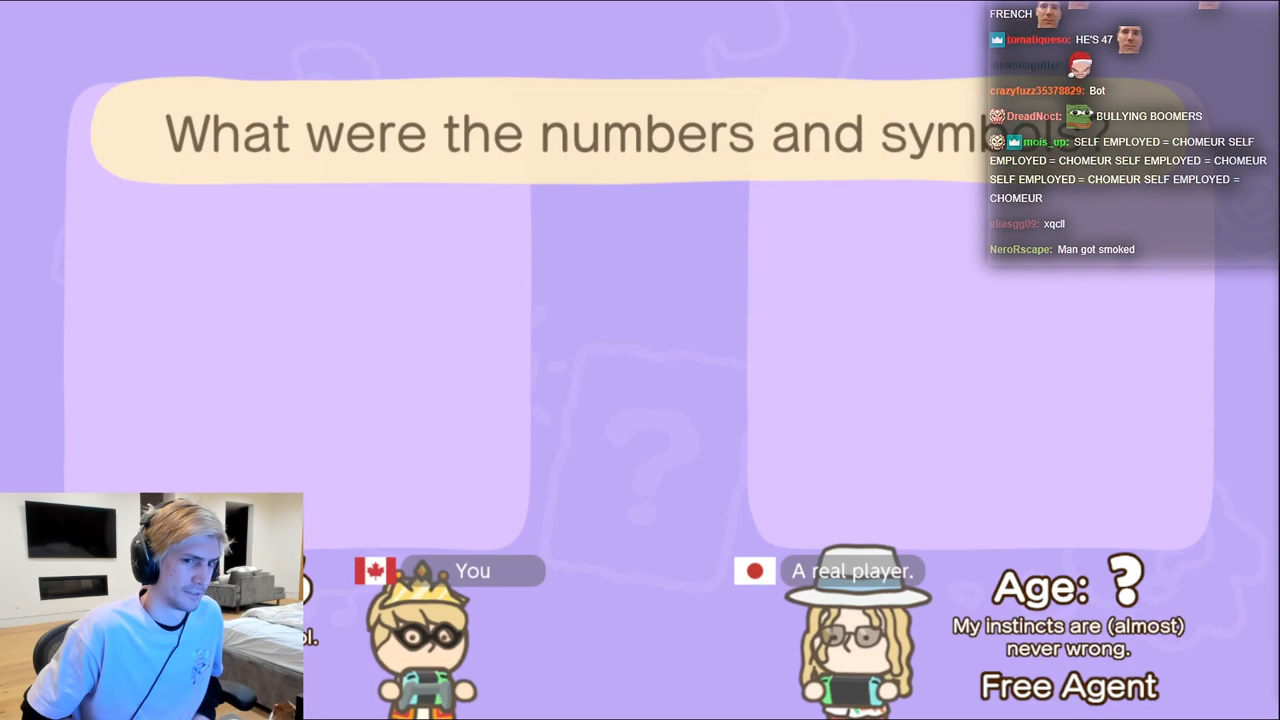 What were the numbers and symbols?
FRENCH
tomatiqueso: HE'S 47
crazyfuzz35378829: Bot
DreadNoct: BULLYING BOOMERS
mois_up: SELF EMPLOYED = CHOMEUR SELF
EMPLOYED = CHOMEUR SELF EMPLOYED = CHOMEUR
SELF EMPLOYED = CHOMEUR SELF EMPLOYED =
CHOMEUR
eliasgg09: xqcll
NeroRscape: Man got smoked
You
A real player.
Age: ?
My instincts are (almost)
never wrong.
Free Agent